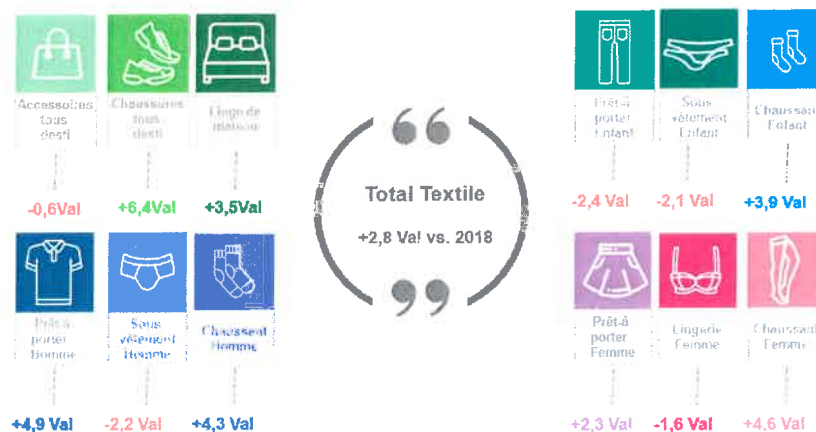 Accessoires
tous
desti
Chaussures
tous
desti
Linge de
maison
-0,6Val
+6,4Val
+3,5Val
Prêt-à
porter
Homme
Sous
vêtement
Homme
Chaussant
Homme
+4,9 Val
-2,2 Val
+4,3 Val
“
Total Textile
+2,8 Val vs. 2018
”
Prêt-à
porter
Enfant
Sous
vêtement
Enfant
Chaussant
Enfant
-2,4 Val
-2,1 Val
+3,9 Val
Prêt-à
porter
Femme
Lingerie
Femme
Chaussant
Femme
+2,3 Val
-1,6 Val
+4,6 Val